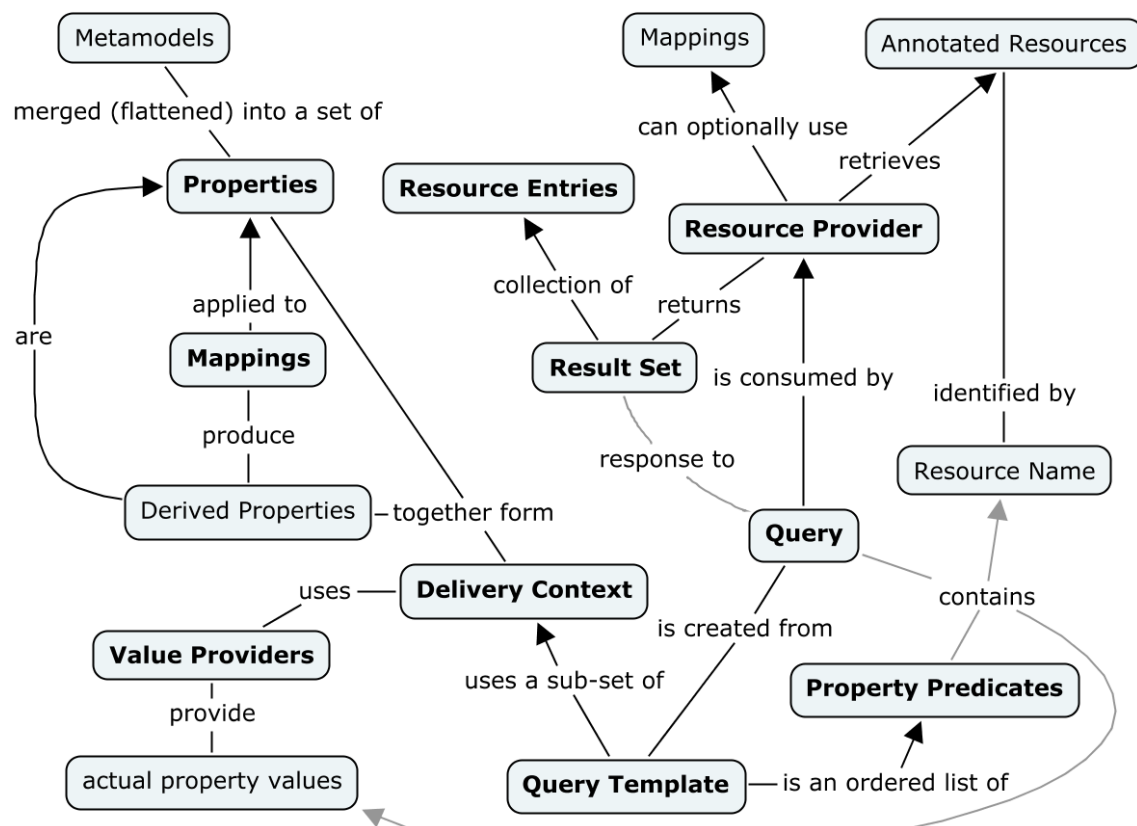 Metamodels
Mappings
Annotated Resources
merged (flattened) into a set of
can optionally use
retrieves
Properties
Resource Entries
Resource Provider
collection of
applied to
returns
are
Mappings
Result Set
is consumed by
identified by
produce
response to
Resource Name
Derived Properties
together form
Query
uses
Delivery Context
contains
is created from
Value Providers
uses a sub-set of
Property Predicates
provide
actual property values
Query Template
is an ordered list of